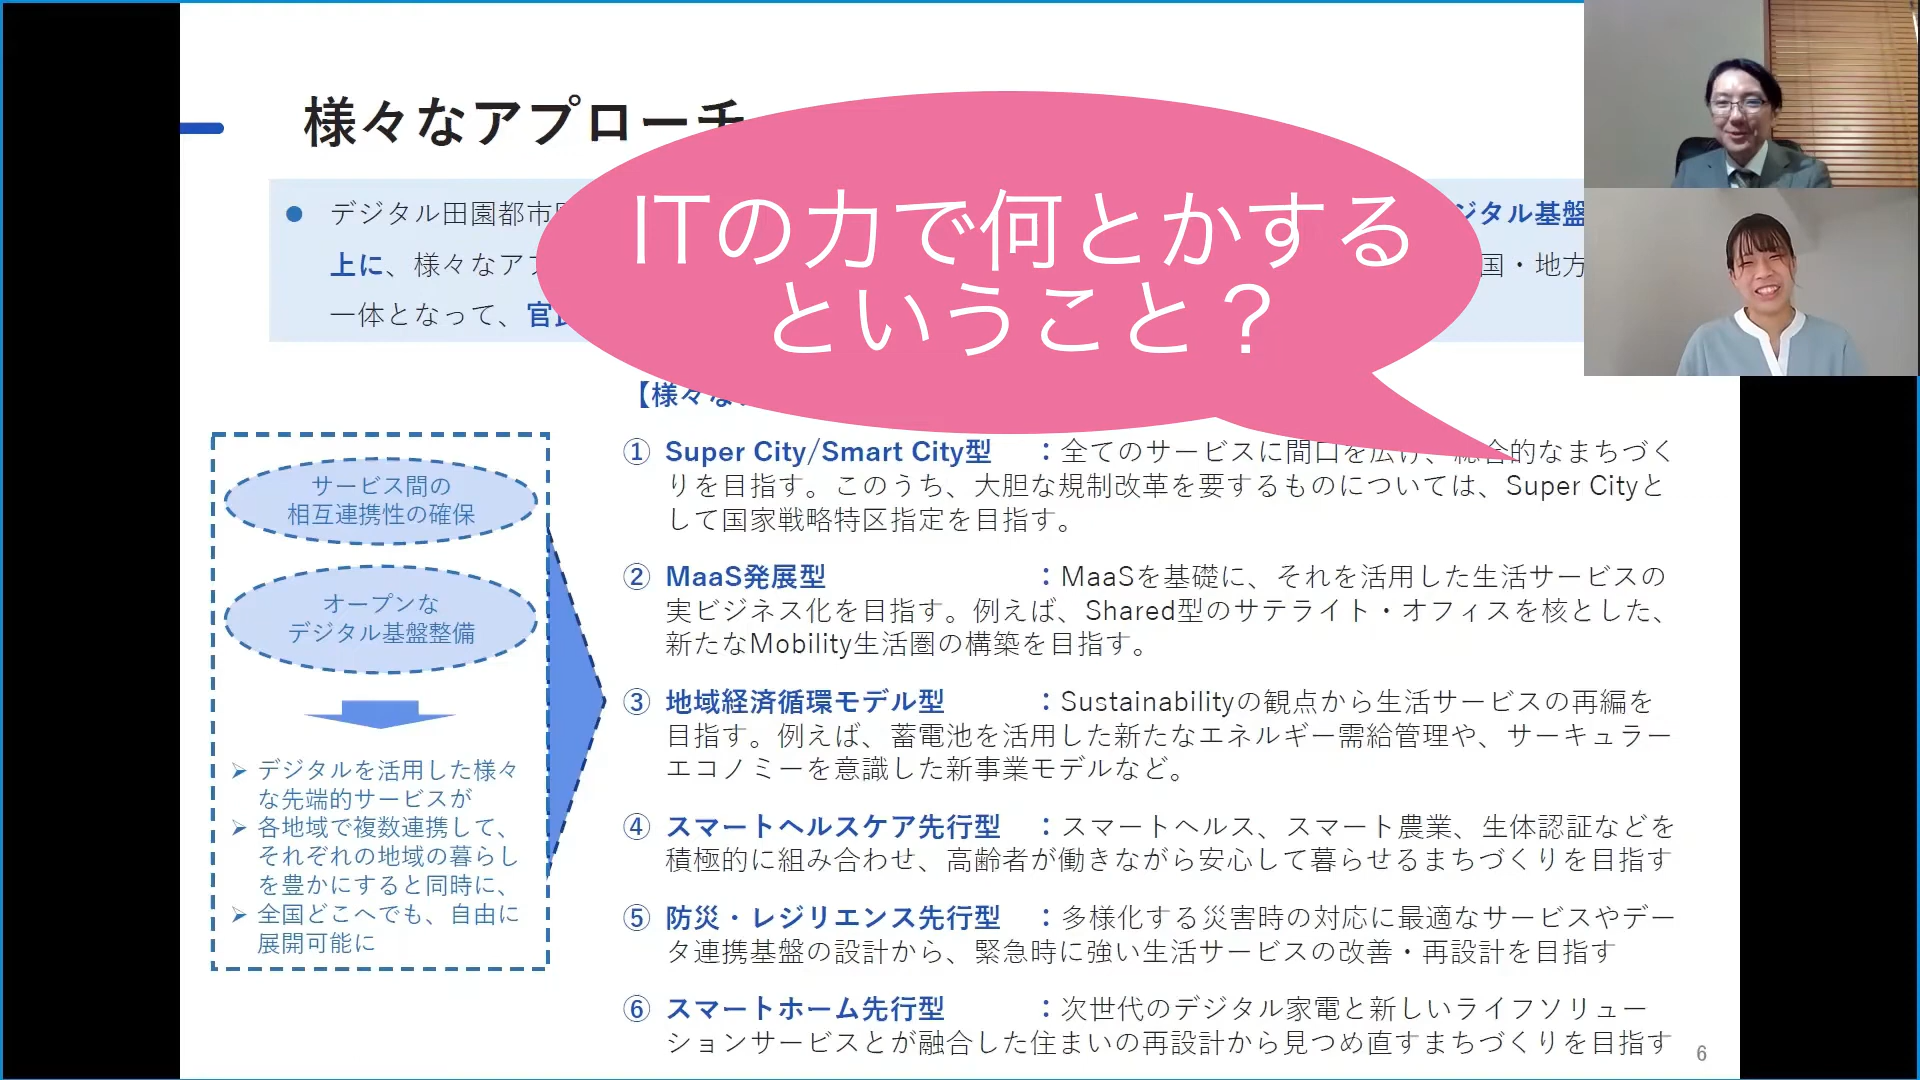 様々なアプローチ
ITの力で何とかする
ということ？
デジタル田園都市
ジタル基盤
上に、様々なア
国・地方
一体となって、官
【様々な
サービス間の
相互連携性の確保
オープンな
デジタル基盤整備
デジタルを活用した様々
な先端的サービスが
各地域で複数連携して、
それぞれの地域の暮らし
を豊かにすると同時に、
全国どこへでも、自由に
展開可能に
① Super City/Smart City型 ：全てのサービスに間口を広げ、総合的なまちづく
りを目指す。このうち、大胆な規制改革を要するものについては、Super Cityと
して国家戦略特区指定を目指す。
② MaaS発展型 ：MaaSを基礎に、それを活用した生活サービスの
実ビジネス化を目指す。例えば、Shared型のサテライト・オフィスを核とした、
新たなMobility生活圏の構築を目指す。
③ 地域経済循環モデル型 ：Sustainabilityの観点から生活サービスの再編を
目指す。例えば、蓄電池を活用した新たなエネルギー需給管理や、サーキュラー
エコノミーを意識した新事業モデルなど。
④ スマートヘルスケア先行型 ：スマートヘルス、スマート農業、生体認証などを
積極的に組み合わせ、高齢者が働きながら安心して暮らせるまちづくりを目指す
⑤ 防災・レジリエンス先行型 ：多様化する災害時の対応に最適なサービスやデー
タ連携基盤の設計から、緊急時に強い生活サービスの改善・再設計を目指す
⑥ スマートホーム先行型 ：次世代のデジタル家電と新しいライフソリュー
ションサービスとが融合した住まいの再設計から見つめ直すまちづくりを目指す
6